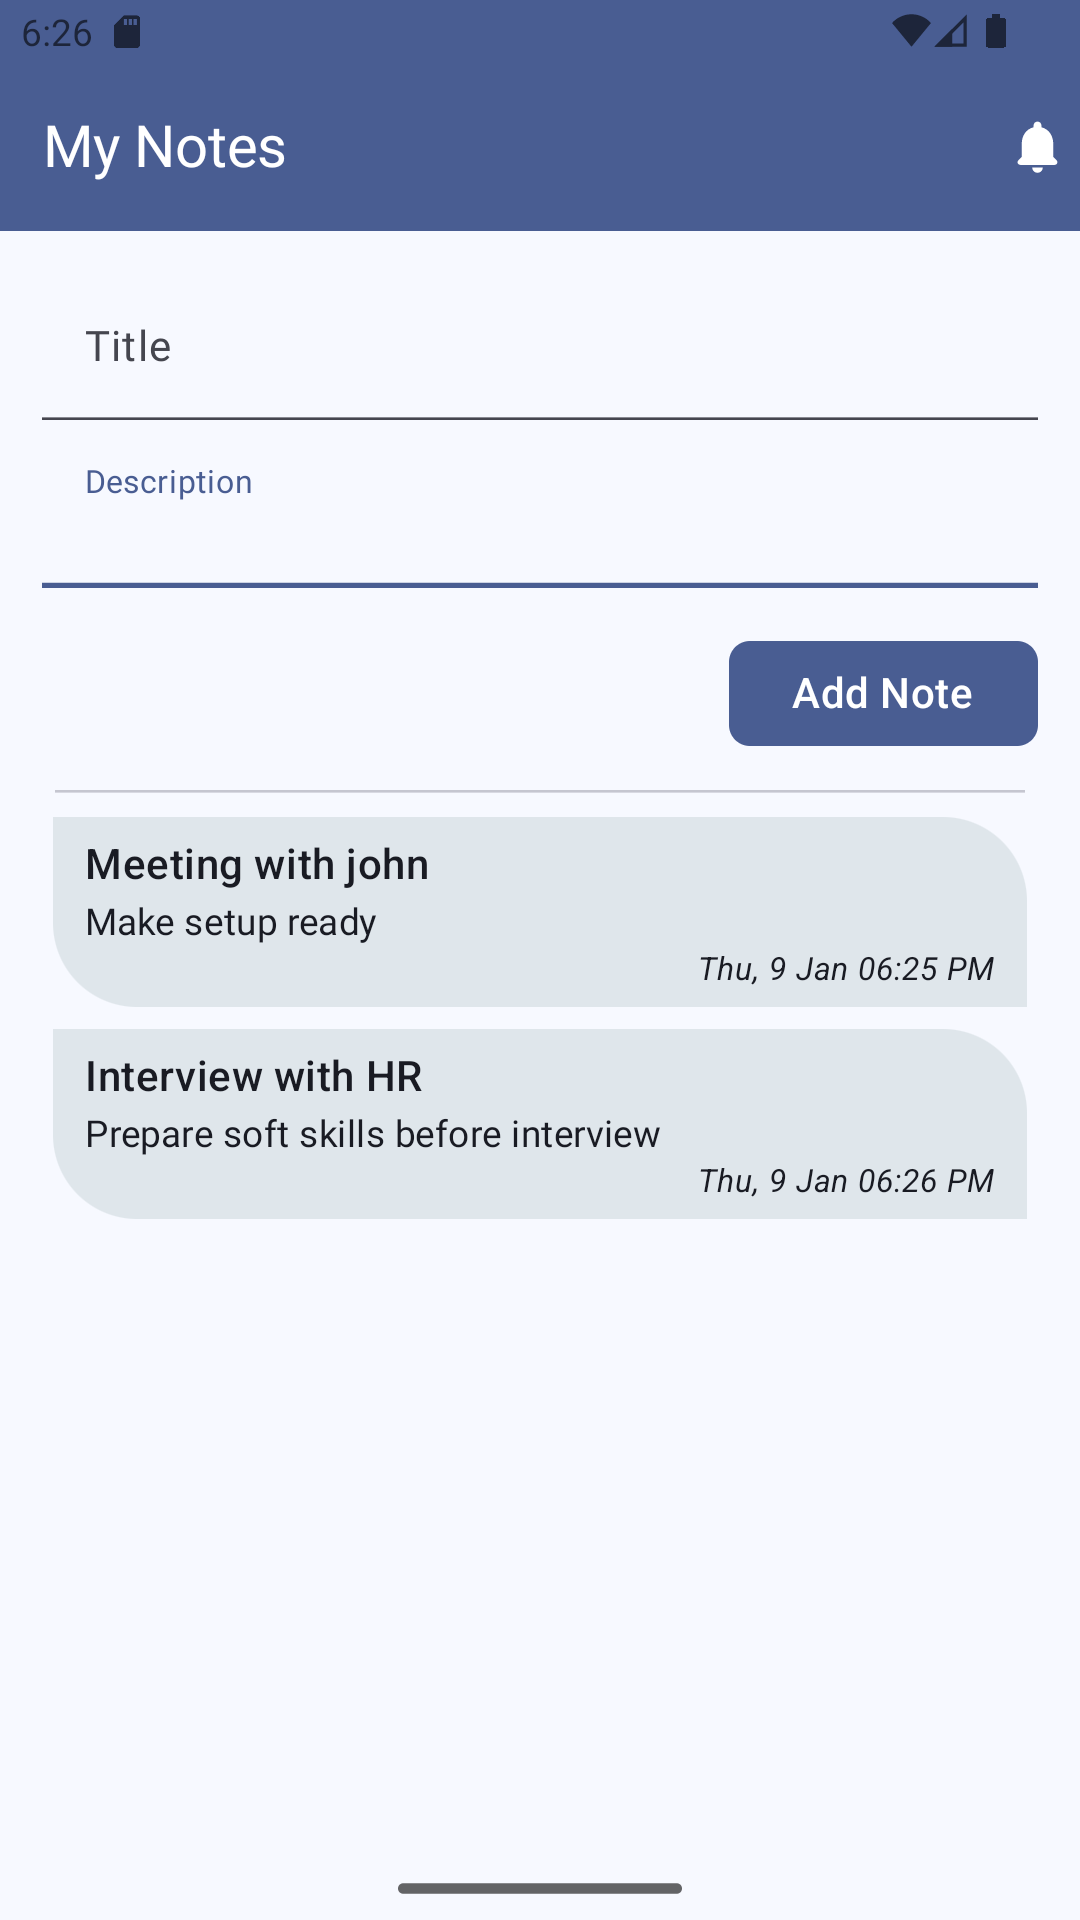 6:26
My Notes
Title
Description
Add Note
Meeting with john
Make setup ready
Thu, 9 Jan 06:25 PM
Interview with HR
Prepare soft skills before interview
Thu, 9 Jan 06:26 PM